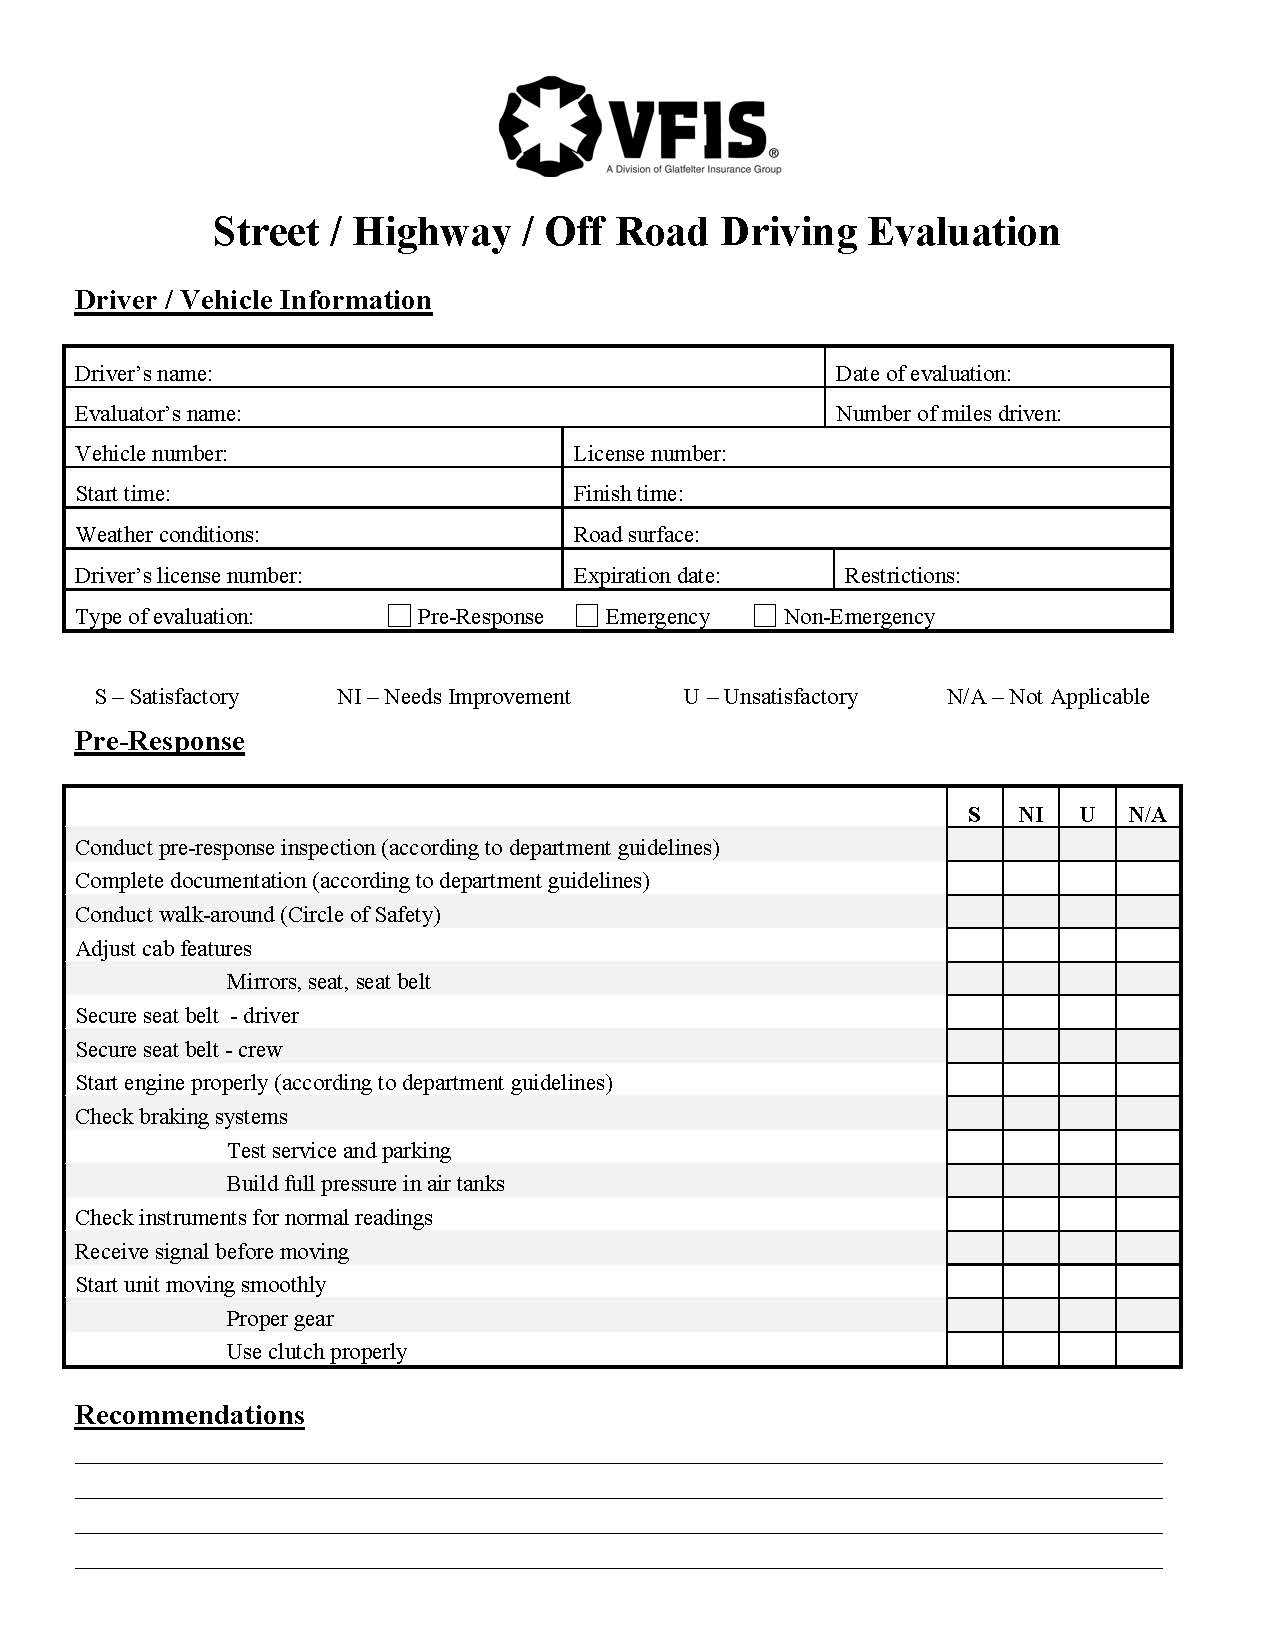 VFIS®
A Division of Glatfelter Insurance Group
Street / Highway / Off Road Driving Evaluation
Driver / Vehicle Information
Driver’s name: Date of evaluation:
Evaluator’s name: Number of miles driven:
Vehicle number: License number:
Start time: Finish time:
Weather conditions: Road surface:
Driver’s license number: Expiration date: Restrictions:
Type of evaluation: Pre-Response Emergency Non-Emergency
S – Satisfactory NI – Needs Improvement U – Unsatisfactory N/A – Not Applicable
Pre-Response
S NI U N/A
Conduct pre-response inspection (according to department guidelines)
Complete documentation (according to department guidelines)
Conduct walk-around (Circle of Safety)
Adjust cab features
Mirrors, seat, seat belt
Secure seat belt - driver
Secure seat belt - crew
Start engine properly (according to department guidelines)
Check braking systems
Test service and parking
Build full pressure in air tanks
Check instruments for normal readings
Receive signal before moving
Start unit moving smoothly
Proper gear
Use clutch properly
Recommendations